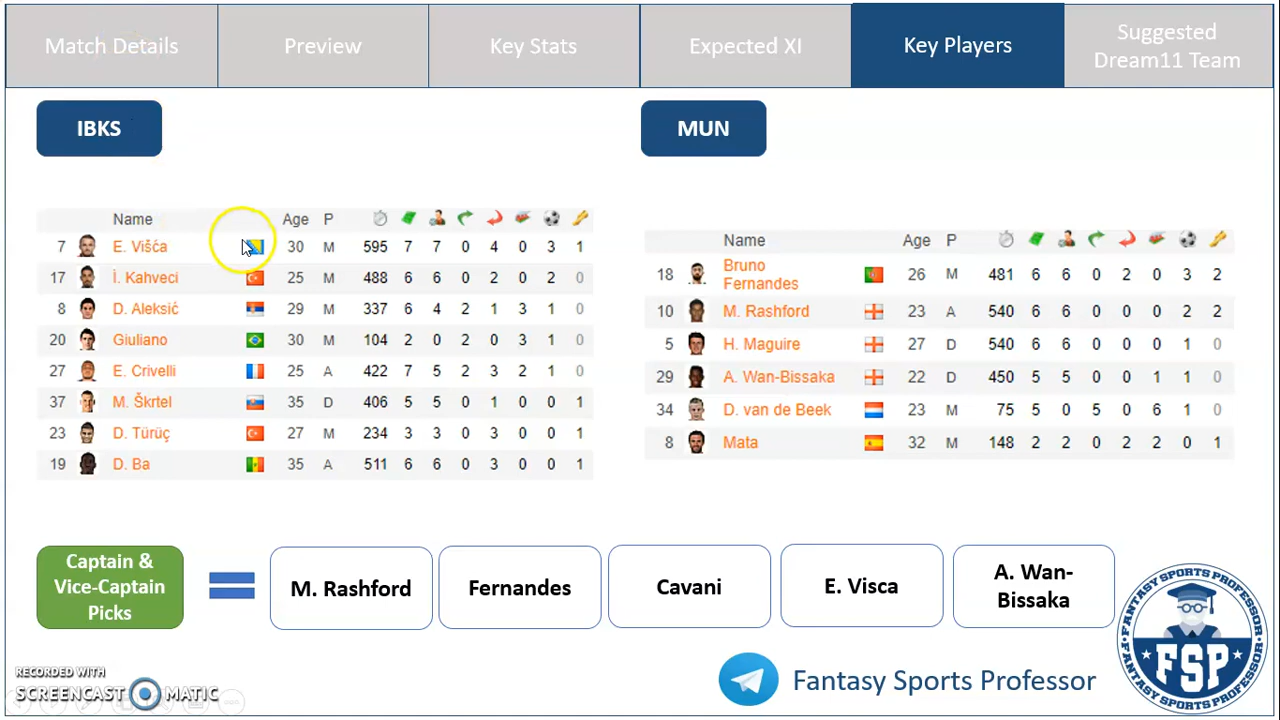 Match Details
Preview
Key Stats
Expected XI
Key Players
Suggested
Dream11 Team
IBKS
MUN
Name Age P
7 E. Višća 30 M 595 7 7 0 4 0 3 1
17 İ. Kahveci 25 M 488 6 6 0 2 0 2 0
8 D. Aleksić 29 M 337 6 4 2 1 3 1 0
20 Giuliano 30 M 104 2 0 2 0 3 1 0
27 E. Crivelli 25 A 422 7 5 2 3 2 1 0
37 M. Škrtel 35 D 406 5 5 0 1 0 0 1
23 D. Türüç 27 M 234 3 3 0 3 0 0 1
19 D. Ba 35 A 511 6 6 0 3 0 0 1
Name Age P
18 Bruno
Fernandes 26 M 481 6 6 0 2 0 3 2
10 M. Rashford 23 A 540 6 6 0 0 0 2 2
5 H. Maguire 27 D 540 6 6 0 0 0 1 0
29 A. Wan-Bissaka 22 D 450 5 5 0 0 1 1 0
34 D. van de Beek 23 M 75 5 0 5 0 6 1 0
8 Mata 32 M 148 2 2 0 2 2 0 1
Captain &
Vice-Captain
Picks
M. Rashford
Fernandes
Cavani
E. Visca
A. Wan-
Bissaka
Fantasy Sports Professor
FANTASY SPORTS PROFESSOR
FSP
FANTASY SPORTS PROFESSOR
RECORDED WITH
SCREENCAST MATIC